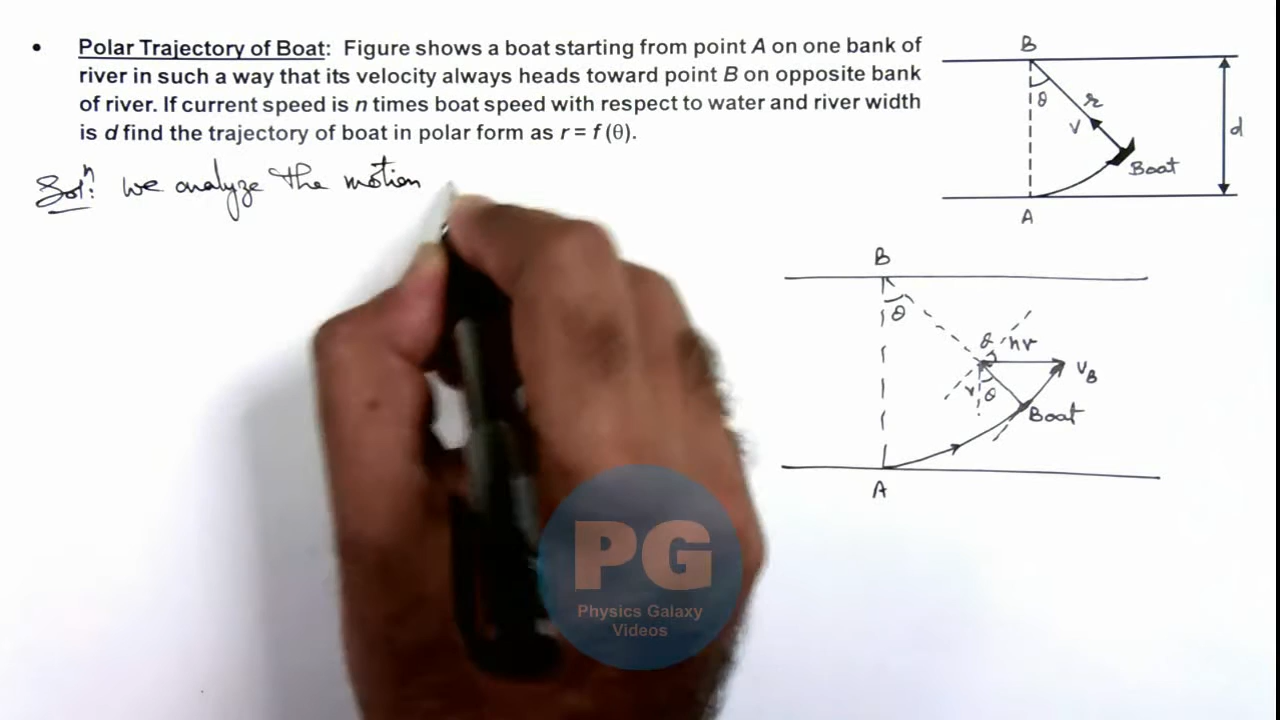 • Polar Trajectory of Boat: Figure shows a boat starting from point A on one bank of
river in such a way that its velocity always heads toward point B on opposite bank
of river. If current speed is n times boat speed with respect to water and river width
is d find the trajectory of boat in polar form as r = f (θ).
Solⁿ: We analyze the motion
B
θ
r
v
Boat
d
A
B
θ
θ
nv
v_B
v
θ
Boat
A
PG
Physics Galaxy
Videos